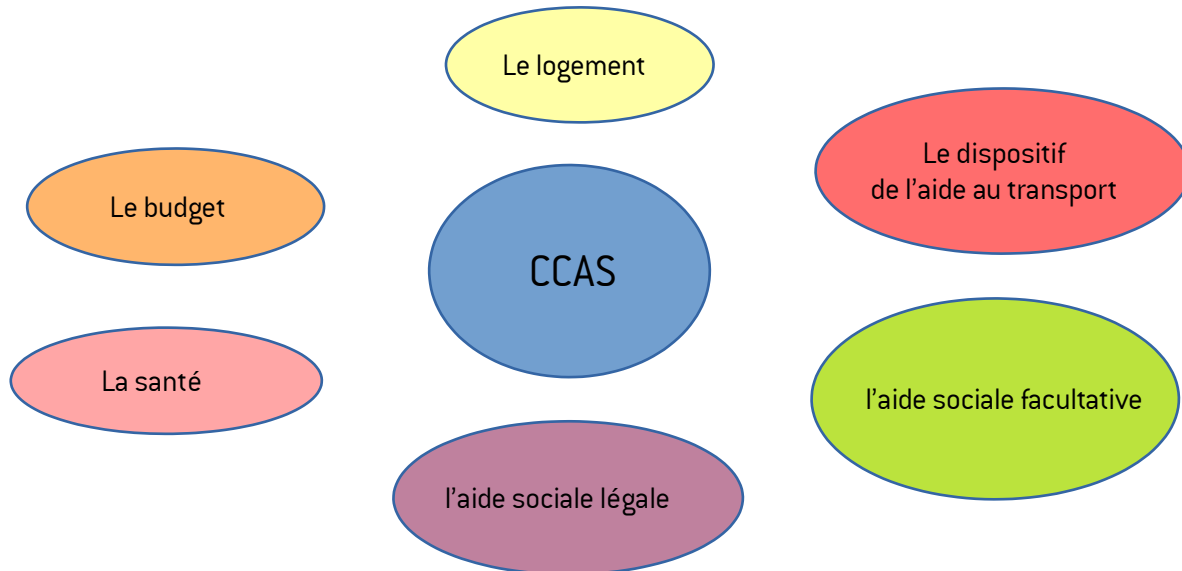 Le logement
Le dispositif
de l'aide au transport
Le budget
CCAS
La santé
l'aide sociale facultative
l'aide sociale légale